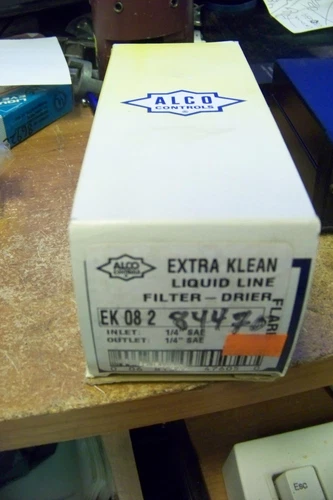 ALCO
CONTROLS
ALCO
CONTROLS
EXTRA KLEAN
LIQUID LINE
FILTER-DRIER
FLARE
EK 08 2
INLET: 1/4" SAE
OUTLET: 1/4" SAE
Esc